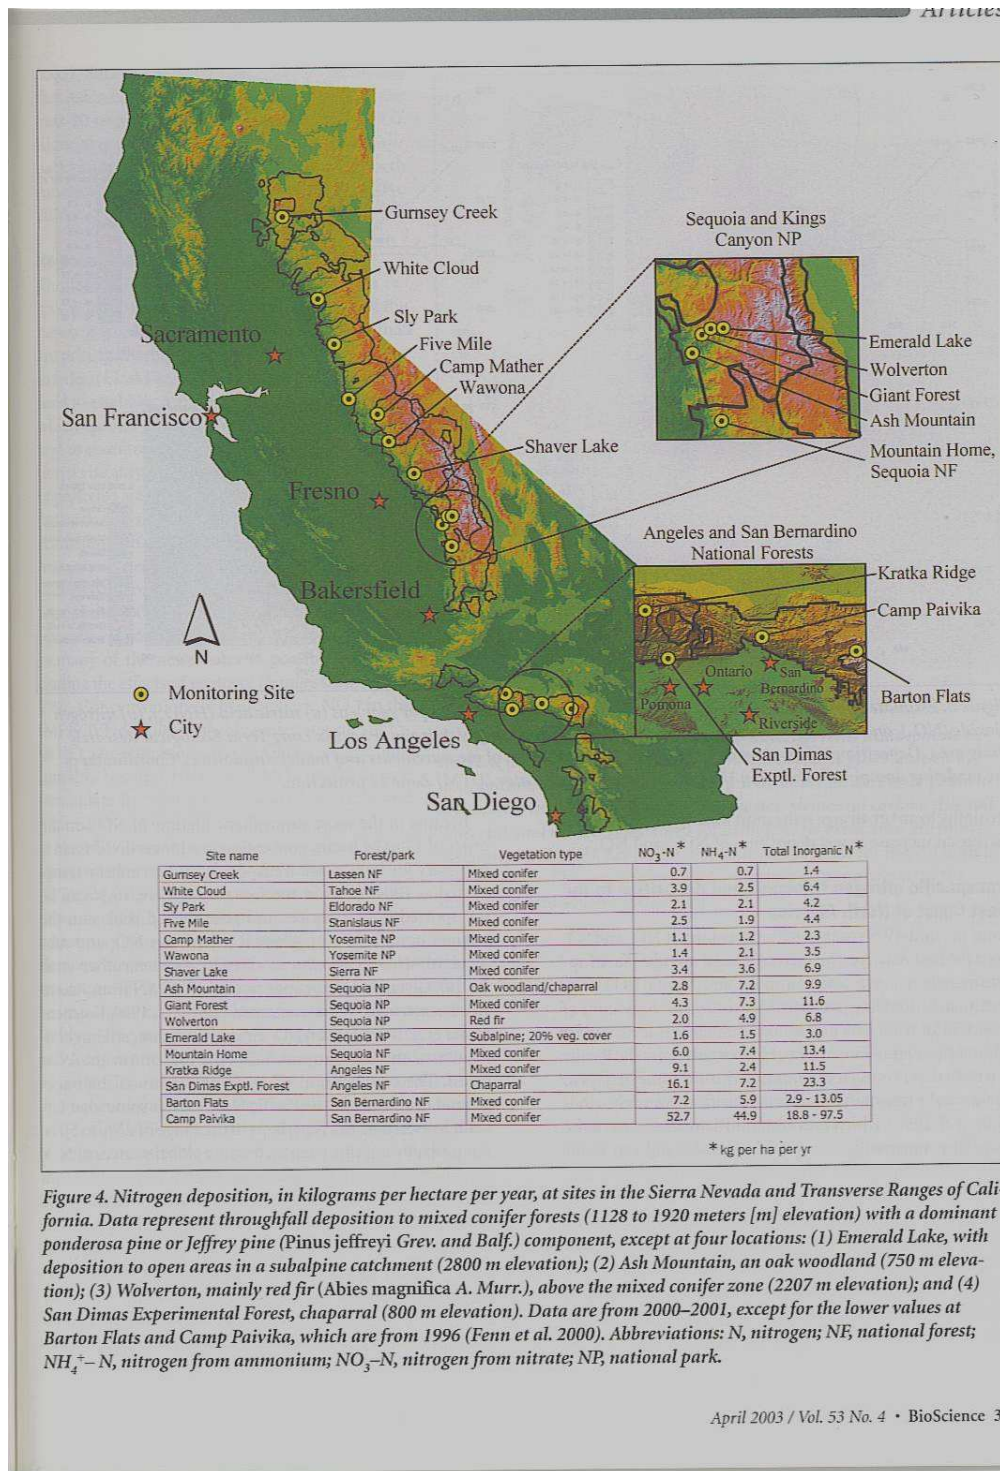 Articles
Gurnsey Creek
White Cloud
Sly Park
Five Mile
Camp Mather
Wawona
Shaver Lake
Sacramento
San Francisco
Fresno
Bakersfield
N
Monitoring Site
City
Los Angeles
San Diego
Sequoia and Kings
Canyon NP
Emerald Lake
Wolverton
Giant Forest
Ash Mountain
Mountain Home,
Sequoia NF
Angeles and San Bernardino
National Forests
Kratka Ridge
Camp Paivika
Barton Flats
San Dimas
Exptl. Forest
Ontario
San
Bernardino
Pomona
Riverside
Site name Forest/park Vegetation type NO3-N* NH4-N* Total Inorganic N*
Gurnsey Creek Lassen NF Mixed conifer 0.7 0.7 1.4
White Cloud Tahoe NF Mixed conifer 3.9 2.5 6.4
Sly Park Eldorado NF Mixed conifer 2.1 2.1 4.2
Five Mile Stanislaus NF Mixed conifer 2.5 1.9 4.4
Camp Mather Yosemite NP Mixed conifer 1.1 1.2 2.3
Wawona Yosemite NP Mixed conifer 1.4 2.1 3.5
Shaver Lake Sierra NF Mixed conifer 3.4 3.6 6.9
Ash Mountain Sequoia NP Oak woodland/chaparral 2.8 7.2 9.9
Giant Forest Sequoia NP Mixed conifer 4.3 7.3 11.6
Wolverton Sequoia NP Red fir 2.0 4.9 6.8
Emerald Lake Sequoia NP Subalpine; 20% veg. cover 1.6 1.5 3.0
Mountain Home Sequoia NF Mixed conifer 6.0 7.4 13.4
Kratka Ridge Angeles NF Mixed conifer 9.1 2.4 11.5
San Dimas Exptl. Forest Angeles NF Chaparral 16.1 7.2 23.3
Barton Flats San Bernardino NF Mixed conifer 7.2 5.9 2.9 - 13.05
Camp Paivika San Bernardino NF Mixed conifer 52.7 44.9 18.8 - 97.5
* kg per ha per yr
Figure 4. Nitrogen deposition, in kilograms per hectare per year, at sites in the Sierra Nevada and Transverse Ranges of Cali-
fornia. Data represent throughfall deposition to mixed conifer forests (1128 to 1920 meters [m] elevation) with a dominant
ponderosa pine or Jeffrey pine (Pinus jeffreyi Grev. and Balf.) component, except at four locations: (1) Emerald Lake, with
deposition to open areas in a subalpine catchment (2800 m elevation); (2) Ash Mountain, an oak woodland (750 m eleva-
tion); (3) Wolverton, mainly red fir (Abies magnifica A. Murr.), above the mixed conifer zone (2207 m elevation); and (4)
San Dimas Experimental Forest, chaparral (800 m elevation). Data are from 2000–2001, except for the lower values at
Barton Flats and Camp Paivika, which are from 1996 (Fenn et al. 2000). Abbreviations: N, nitrogen; NF, national forest;
NH4+– N, nitrogen from ammonium; NO3–N, nitrogen from nitrate; NP, national park.
April 2003 / Vol. 53 No. 4 • BioScience 3